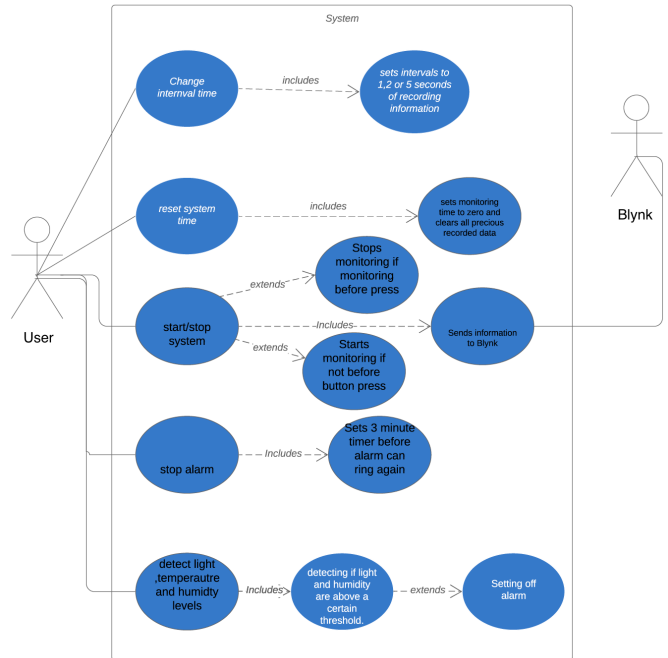 System
Change
internval time
includes
sets intervals to
1,2 or 5 seconds
of recording
information
Blynk
reset system
time
includes
sets monitoring
time to zero and
clears all precious
recorded data
User
Stops
monitoring if
monitoring
before press
extends
start/stop
system
Includes
Sends information
to Blynk
extends
Starts
monitoring if
not before
button press
stop alarm
Includes
Sets 3 minute
timer before
alarm can
ring again
detect light
,temperautre
and humidty
levels
Includes
detecting if light
and humidity
are above a
certain
threshold.
extends
Setting off
alarm